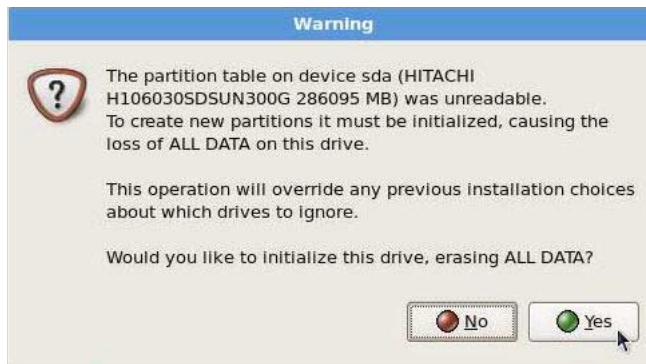 Warning
The partition table on device sda (HITACHI
H106030SDSUN300G 286095 MB) was unreadable.
To create new partitions it must be initialized, causing the
loss of ALL DATA on this drive.
This operation will override any previous installation choices
about which drives to ignore.
Would you like to initialize this drive, erasing ALL DATA?
No
Yes